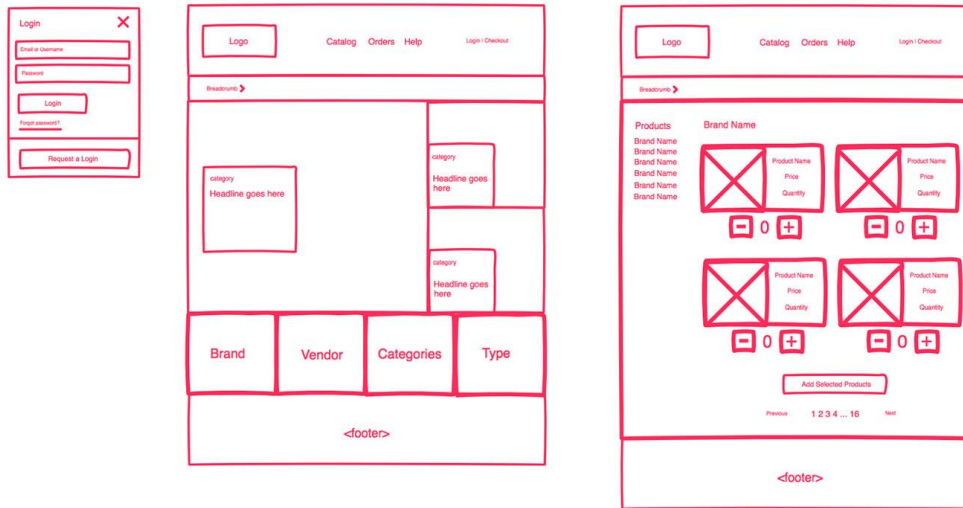 Login
Email or Username
Password
Login
Forgot password?
Request a Login
Logo
Catalog Orders Help
Login | Checkout
Breadcrumb
category
Headline goes here
category
Headline goes
here
category
Headline goes
here
Brand
Vendor
Categories
Type
<footer>
Logo
Catalog Orders Help
Login | Checkout
Breadcrumb
Products
Brand Name
Brand Name
Brand Name
Brand Name
Brand Name
Brand Name
Brand Name
Product Name
Price
Quantity
0
Product Name
Price
Quantity
0
Product Name
Price
Quantity
0
Product Name
Price
Quantity
0
Add Selected Products
Previous
1 2 3 4 ... 16
Next
<footer>